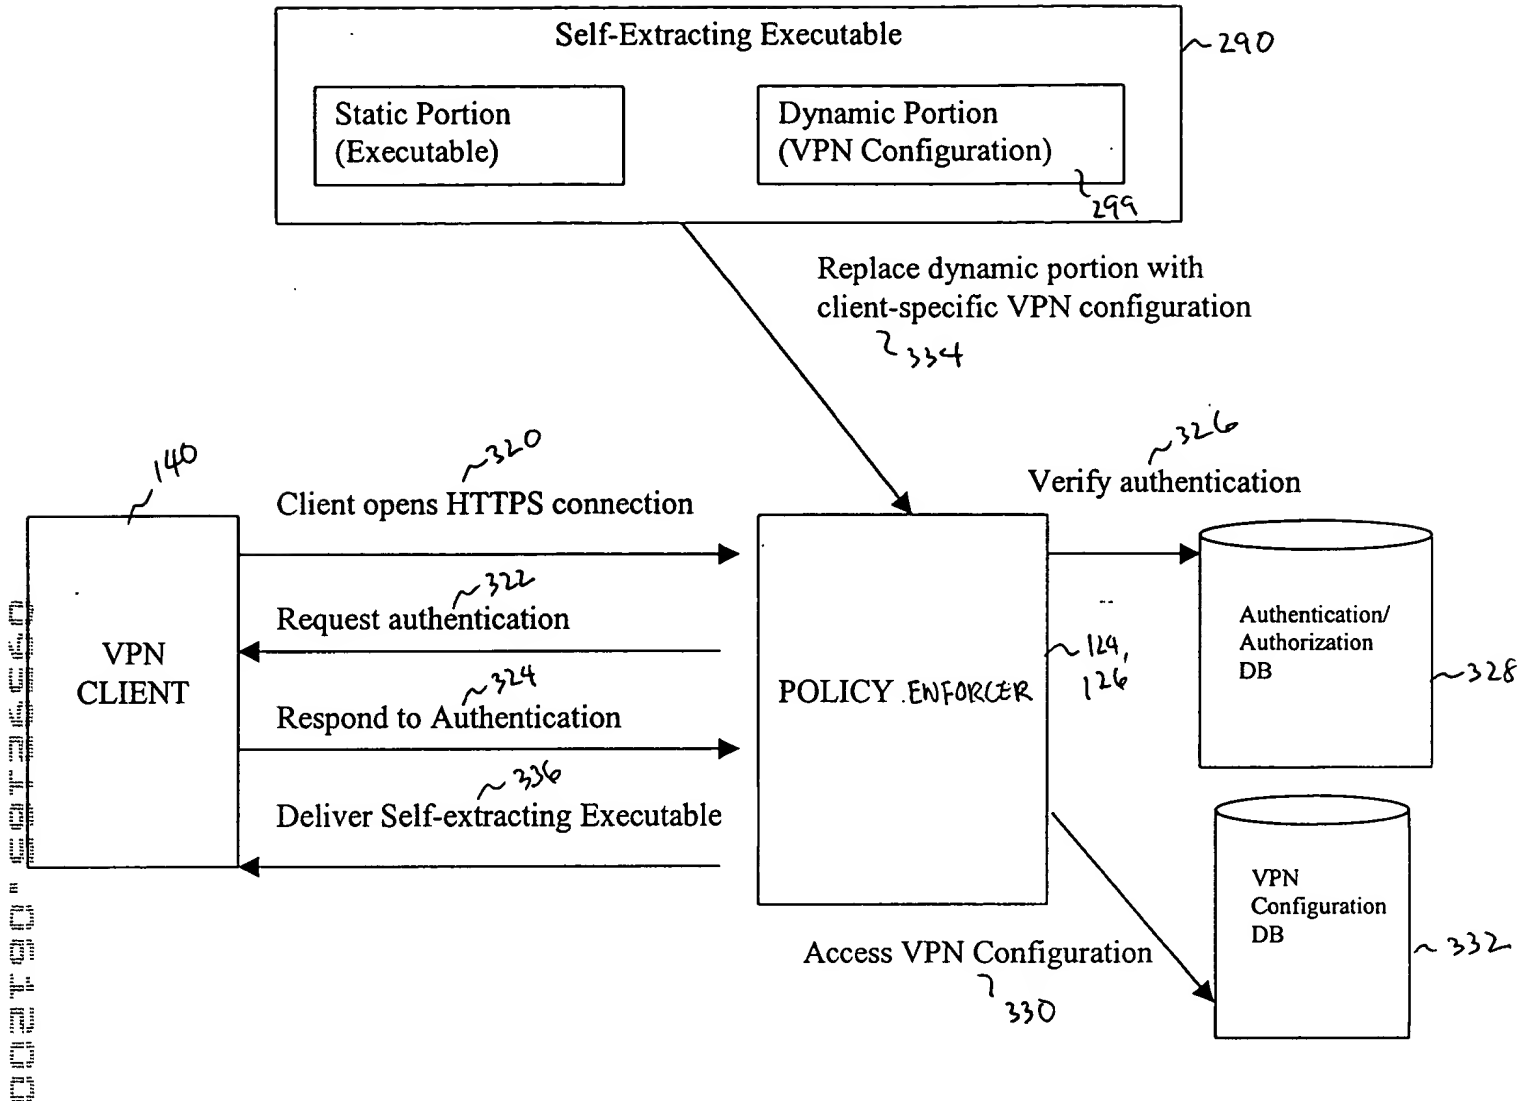 Self-Extracting Executable
290
Static Portion
(Executable)
Dynamic Portion
(VPN Configuration)
299
Replace dynamic portion with
client-specific VPN configuration
334
140
320
Client opens HTTPS connection
326
Verify authentication
322
Request authentication
VPN
CLIENT
324
Respond to Authentication
336
Deliver Self-extracting Executable
POLICY ENFORCER
124,
126
Authentication/
Authorization
DB
328
VPN
Configuration
DB
332
Access VPN Configuration
330